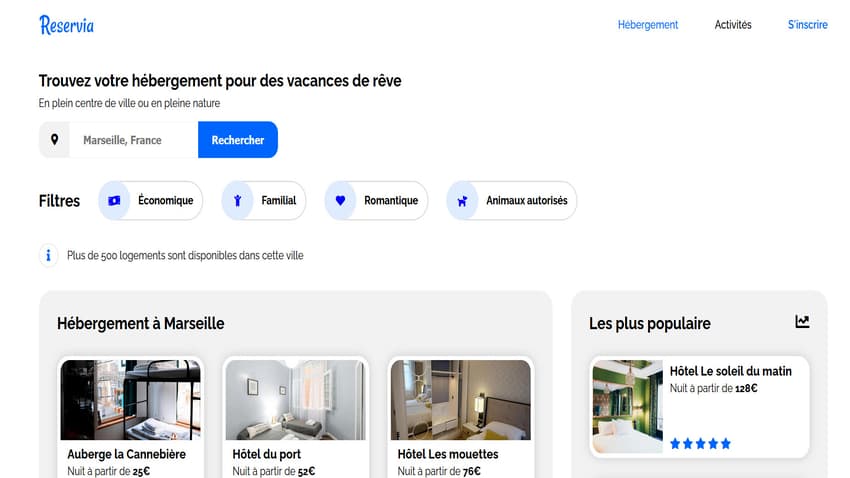 Reservia
Hébergement
Activités
S'inscrire
Trouvez votre hébergement pour des vacances de rêve
En plein centre de ville ou en pleine nature
Marseille, France
Rechercher
Filtres
Économique
Familial
Romantique
Animaux autorisés
Plus de 500 logements sont disponibles dans cette ville
Hébergement à Marseille
Auberge la Cannebière
Nuit à partir de 25€
Hôtel du port
Nuit à partir de 52€
Hôtel Les mouettes
Nuit à partir de 76€
Les plus populaire
Hôtel Le soleil du matin
Nuit à partir de 128€